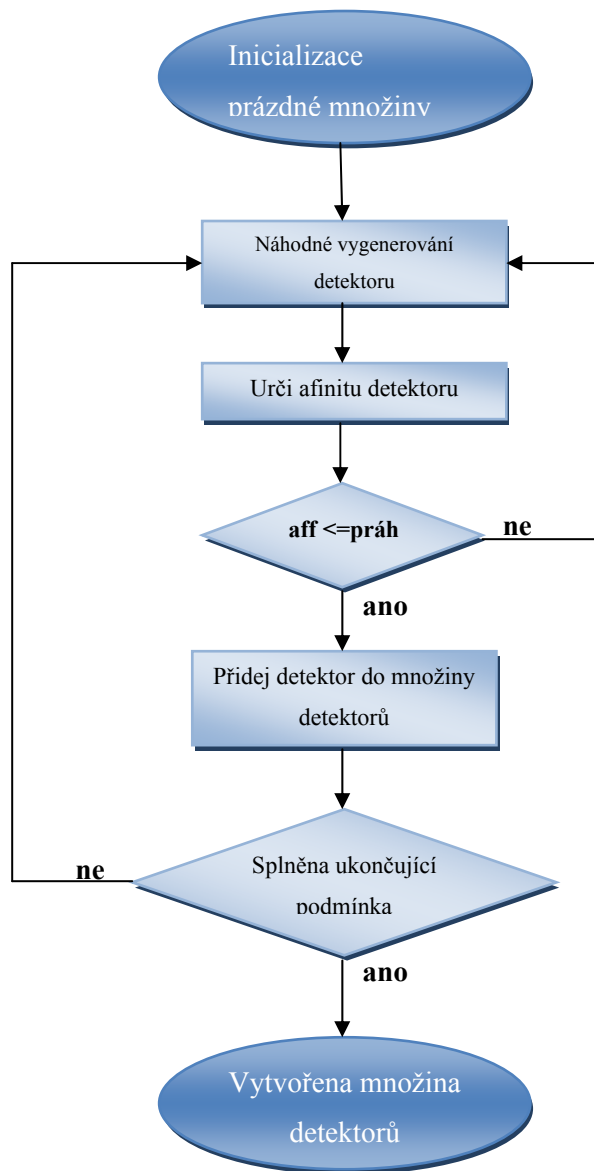 Inicializace
prázdné množiny
Náhodné vygenerování
detektoru
Urči afinitu detektoru
aff <=práh
ne
ano
Přidej detektor do množiny
detektorů
ne
Splněna ukončující
podmínka
ano
Vytvořena množina
detektorů